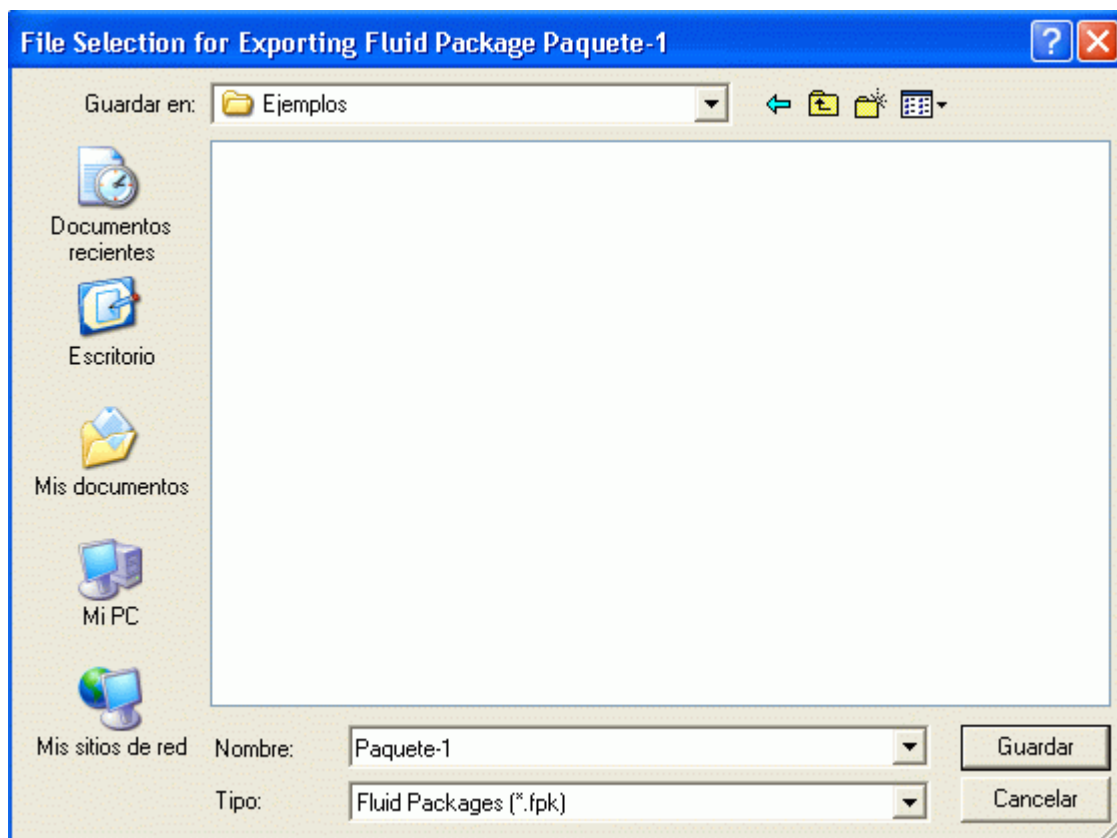 File Selection for Exporting Fluid Package Paquete-1
Guardar en:
Ejemplos
Documentos
recientes
Escritorio
Mis documentos
Mi PC
Mis sitios de red
Nombre:
Paquete-1
Guardar
Tipo:
Fluid Packages (*.fpk)
Cancelar